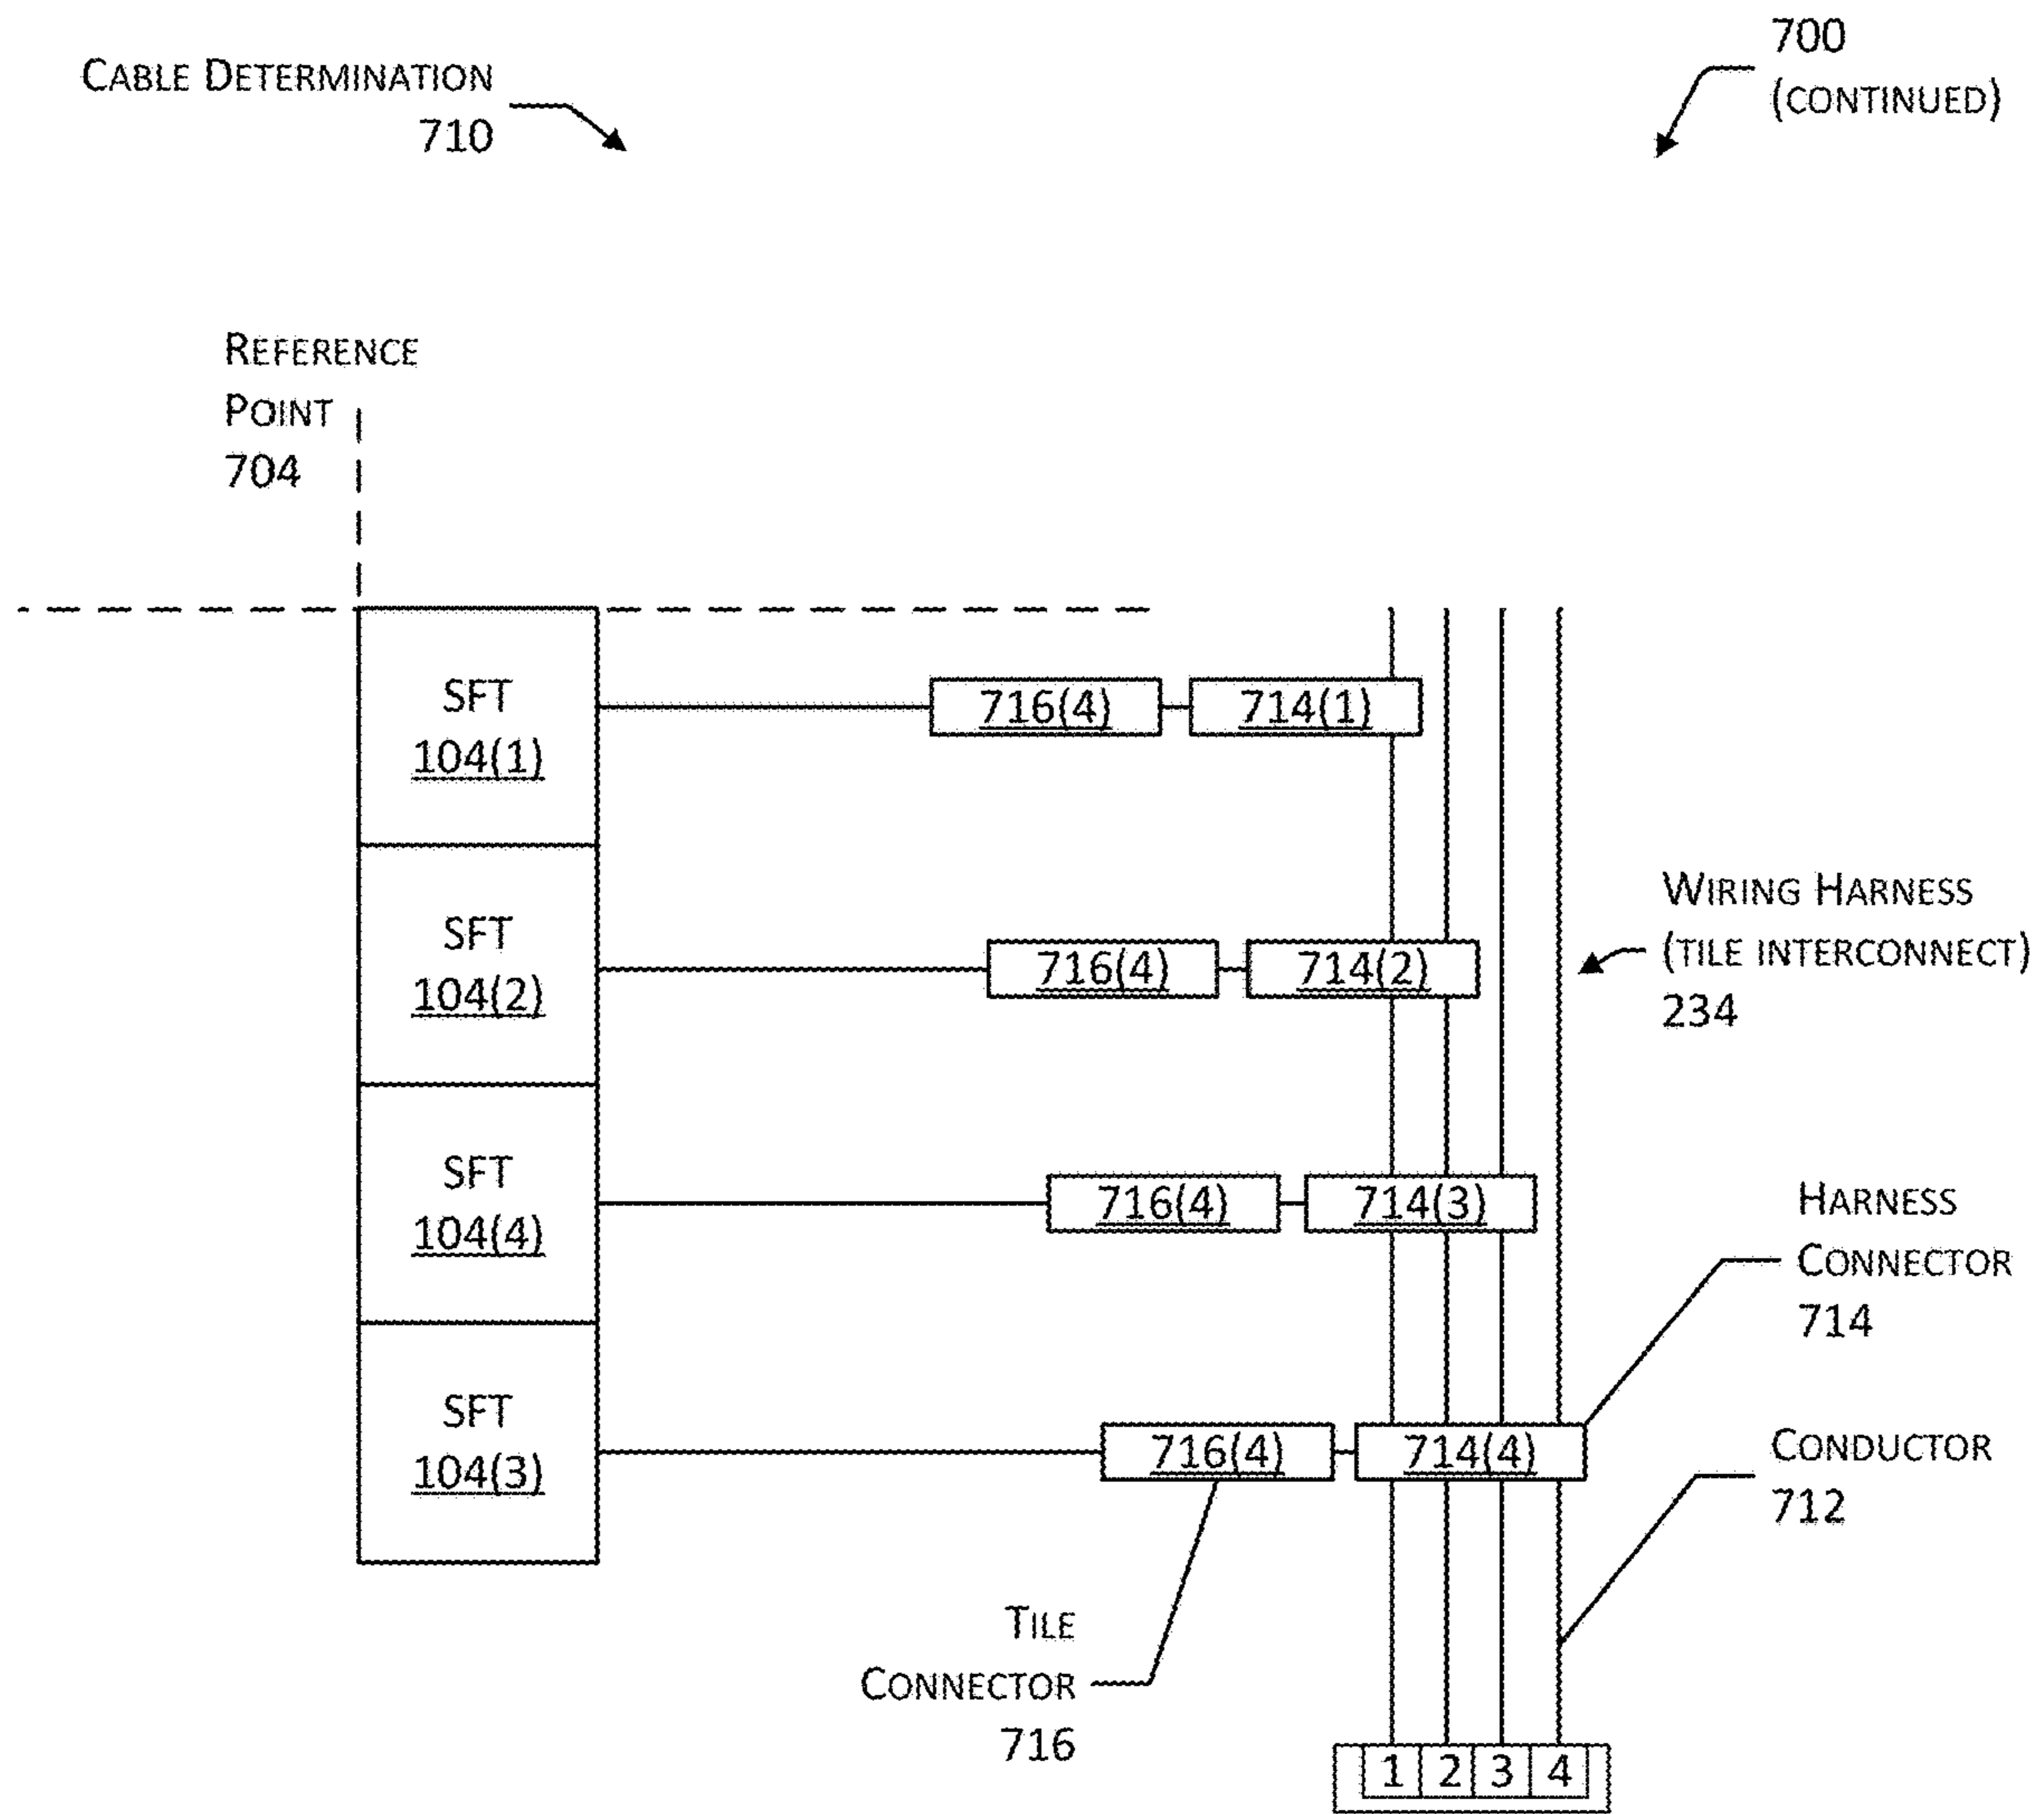 CABLE DETERMINATION
710
700
(CONTINUED)
REFERENCE
POINT
704
SFT
104(1)
716(4)
714(1)
SFT
104(2)
716(4)
714(2)
WIRING HARNESS
(TILE INTERCONNECT)
234
SFT
104(4)
716(4)
714(3)
HARNESS
CONNECTOR
714
SFT
104(3)
716(4)
714(4)
CONDUCTOR
712
TILE
CONNECTOR
716
1 2 3 4